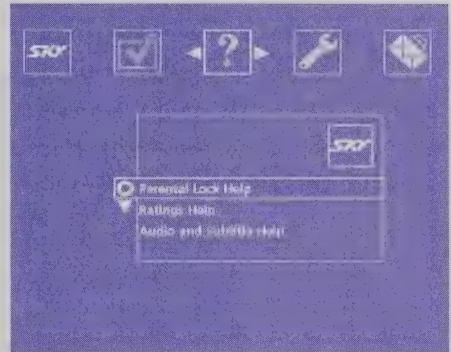 SKY
?
SKY
Parental Lock Help
Ratings Help
Audio and Subtitle Help